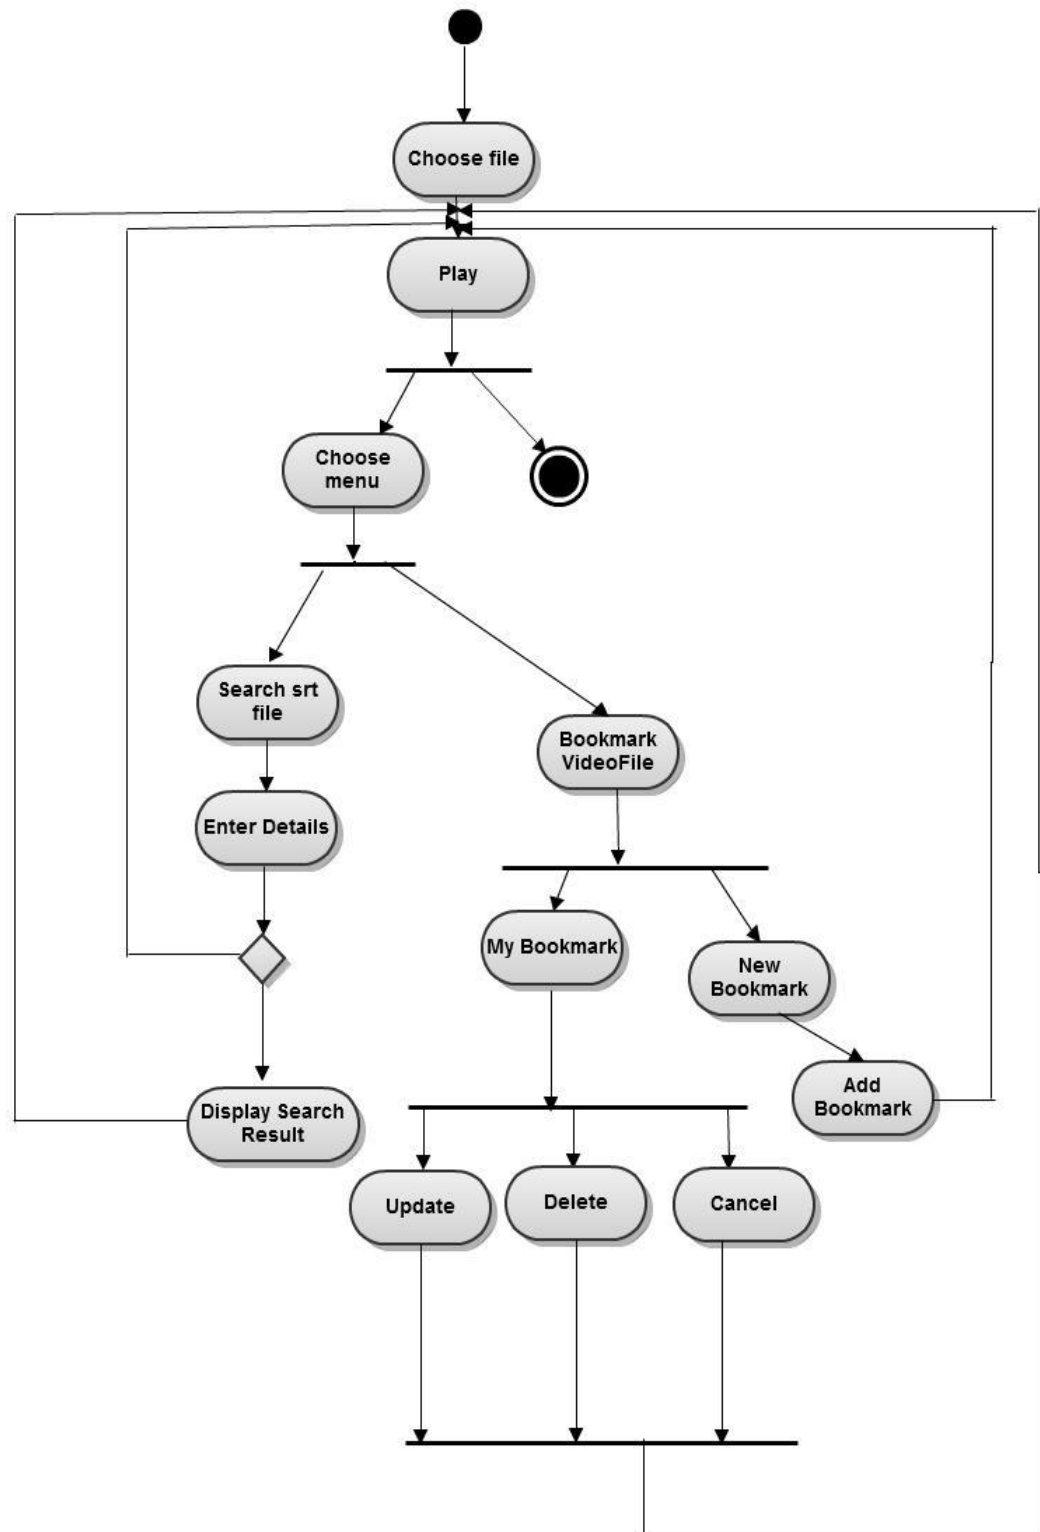 Choose file
Play
Choose
menu
Search srt
file
Bookmark
VideoFile
Enter Details
My Bookmark
New
Bookmark
Add
Bookmark
Display Search
Result
Update
Delete
Cancel